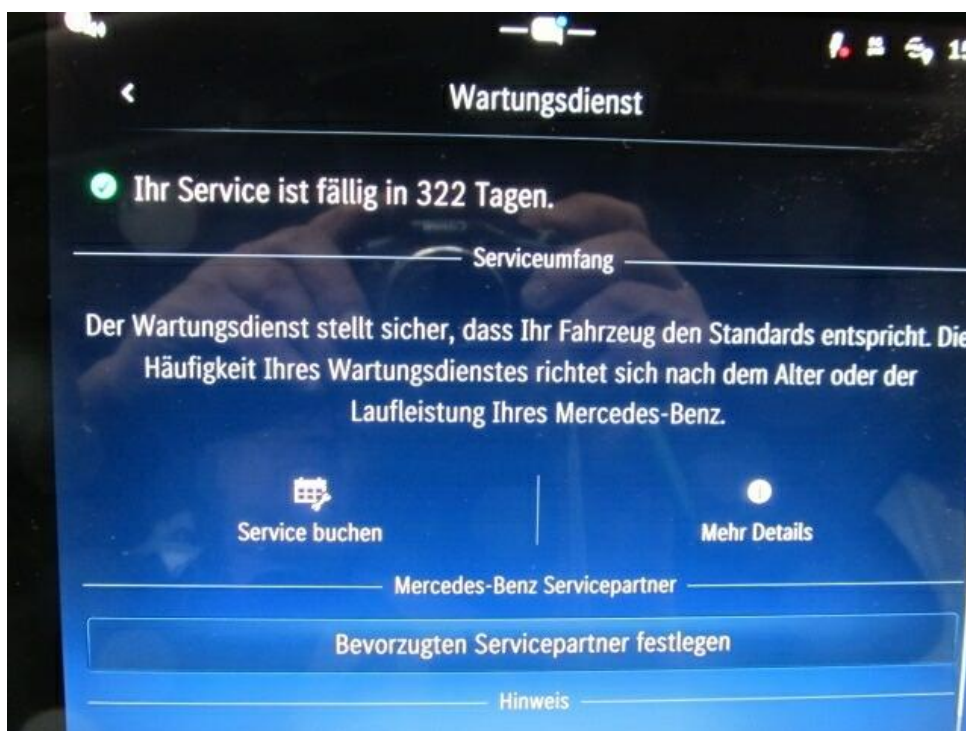 Wartungsdienst
Ihr Service ist fällig in 322 Tagen.
Serviceumfang
Der Wartungsdienst stellt sicher, dass Ihr Fahrzeug den Standards entspricht. Die
Häufigkeit Ihres Wartungsdienstes richtet sich nach dem Alter oder der
Laufleistung Ihres Mercedes-Benz.
Service buchen
Mehr Details
Mercedes-Benz Servicepartner
Bevorzugten Servicepartner festlegen
Hinweis